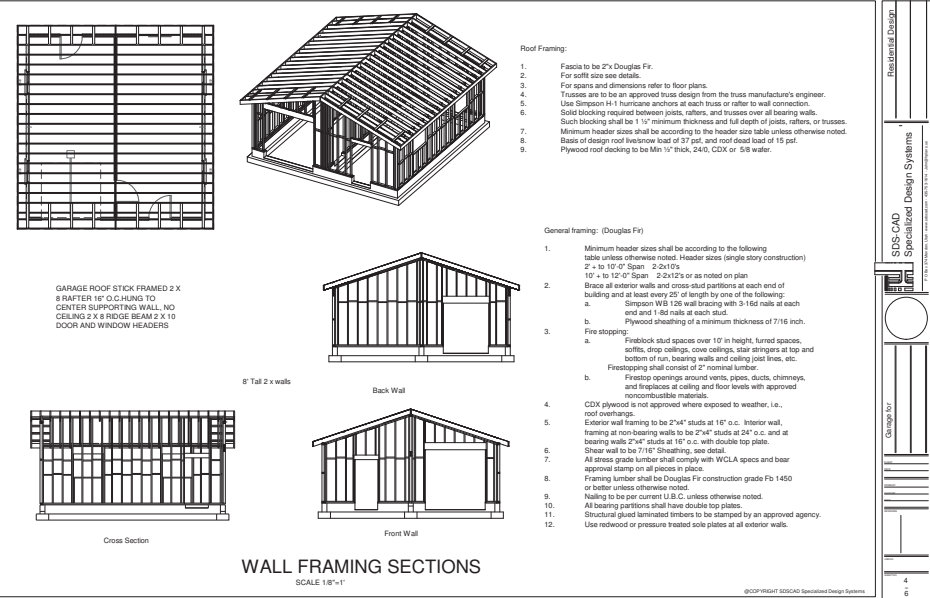 Roof Framing:
1. Fascia to be 2"x Douglas Fir.
2. For soffit size see details.
3. For spans and dimensions refer to floor plans.
4. Trusses are to be an approved truss design from the truss manufacture's engineer.
5. Use Simpson H-1 hurricane anchors at each truss or rafter to wall connection.
6. Solid blocking required between joists, rafters, and trusses over all bearing walls.
Such blocking shall be 1 ½" minimum thickness and full depth of joists, rafters, or trusses.
7. Minimum header sizes shall be according to the header size table unless otherwise noted.
8. Basis of design roof live/snow load of 37 psf, and roof dead load of 15 psf.
9. Plywood roof decking to be Min ½" thick, 24/0, CDX or 5/8 wafer.
General framing: (Douglas Fir)
1. Minimum header sizes shall be according to the following
table unless otherwise noted. Header sizes (single story construction)
2' + to 10'-0" Span 2-2x10's
10' + to 12'-0" Span 2-2x12's or as noted on plan
2. Brace all exterior walls and cross-stud partitions at each end of
building and at least every 25' of length by one of the following:
a. Simpson WB 126 wall bracing with 3-16d nails at each
end and 1-8d nails at each stud.
b. Plywood sheathing of a minimum thickness of 7/16 inch.
3. Fire stopping:
a. Fireblock stud spaces over 10' in height, furred spaces,
soffits, drop ceilings, cove ceilings, stair stringers at top and
bottom of run, bearing walls and ceiling joist lines, etc.
Firestopping shall consist of 2" nominal lumber.
b. Firestop openings around vents, pipes, ducts, chimneys,
and fireplaces at ceiling and floor levels with approved
noncombustible materials.
4. CDX plywood is not approved where exposed to weather, i.e.,
roof overhangs.
5. Exterior wall framing to be 2"x4" studs at 16" o.c. Interior wall,
framing at non-bearing walls to be 2"x4" studs at 24" o.c. and at
bearing walls 2"x4" studs at 16" o.c. with double top plate.
6. Shear wall to be 7/16" Sheathing, see detail.
7. All stress grade lumber shall comply with WCLA specs and bear
approval stamp on all pieces in place.
8. Framing lumber shall be Douglas Fir construction grade Fb 1450
or better unless otherwise noted.
9. Nailing to be per current U.B.C. unless otherwise noted.
10. All bearing partitions shall have double top plates.
11. Structural glued laminated timbers to be stamped by an approved agency.
12. Use redwood or pressure treated sole plates at all exterior walls.
GARAGE ROOF STICK FRAMED 2 X
8 RAFTER 16" O.C.HUNG TO
CENTER SUPPORTING WALL, NO
CEILING 2 X 8 RIDGE BEAM 2 X 10
DOOR AND WINDOW HEADERS
8' Tall 2 x walls
Back Wall
Cross Section
Front Wall
WALL FRAMING SECTIONS
SCALE 1/8"=1'
@COPYRIGHT SDSCAD Specialized Design Systems
Residential Design
SDS-CAD
Specialized Design Systems
Garage for
4
6